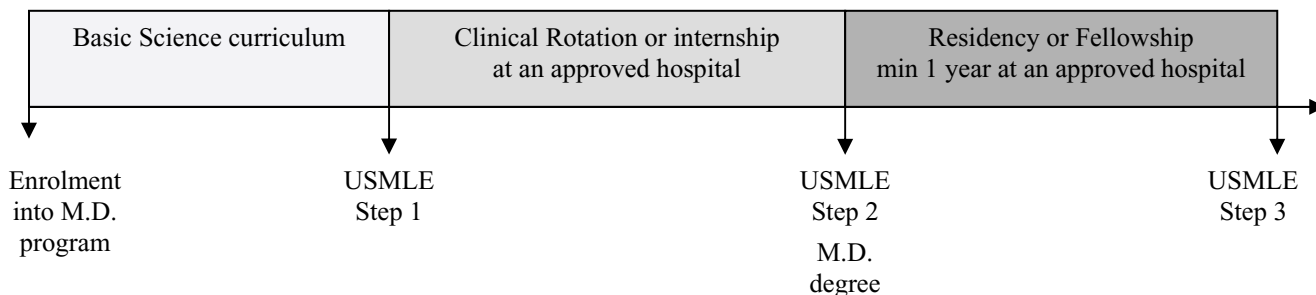 Basic Science curriculum
Clinical Rotation or internship
at an approved hospital
Residency or Fellowship
min 1 year at an approved hospital
Enrolment
into M.D.
program
USMLE
Step 1
USMLE
Step 2
M.D.
degree
USMLE
Step 3